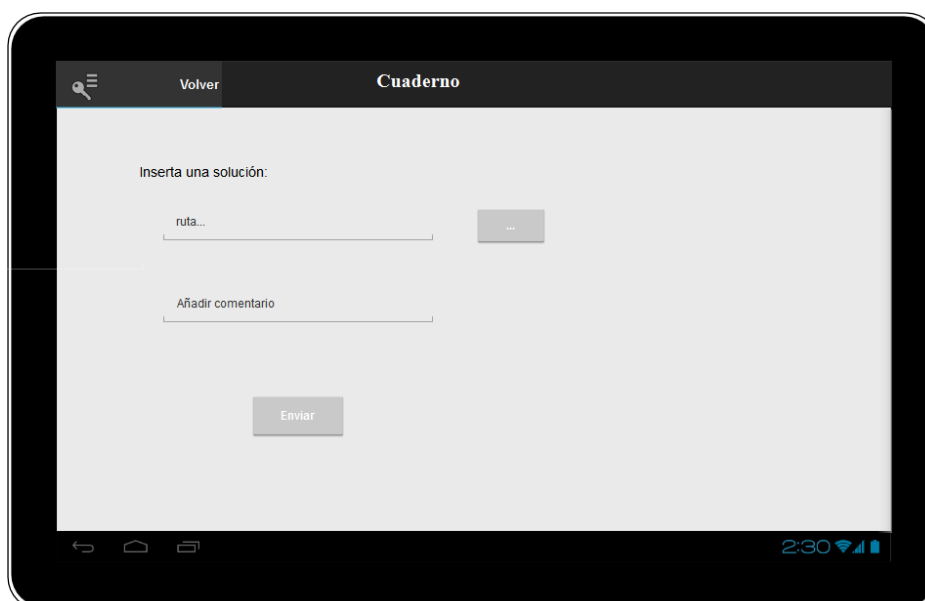 Volver
Cuaderno
Inserta una solución:
ruta...
...
Añadir comentario
Enviar
2:30